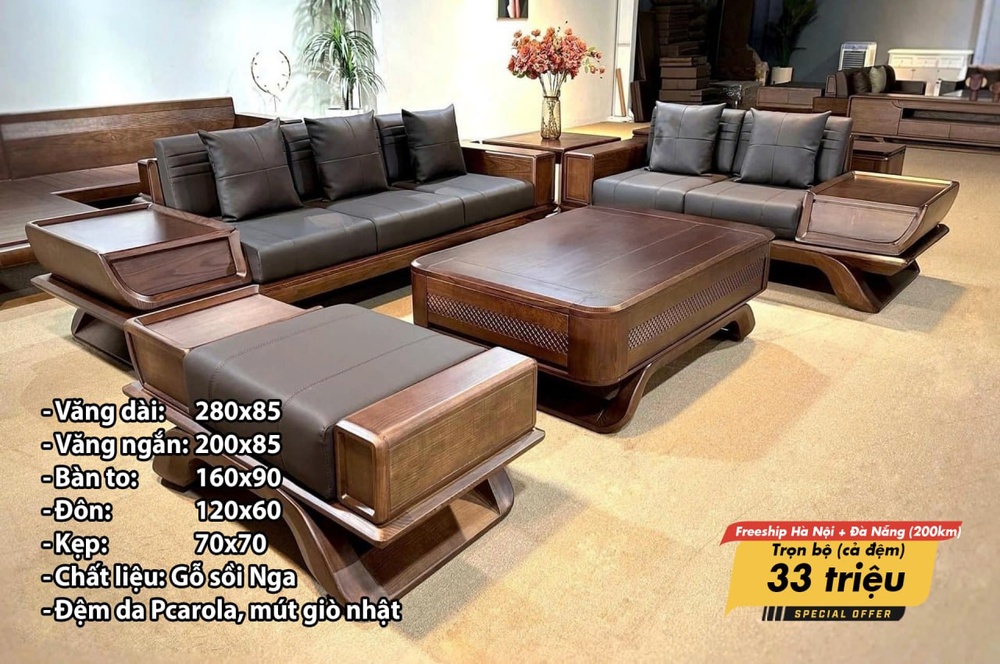 - Văng dài: 280x85
- Văng ngắn: 200x85
- Bàn to: 160x90
- Đôn: 120x60
- Kẹp: 70x70
- Chất liệu: Gỗ sồi Nga
- Đệm da Pcarola, mút giò nhật
Freeship Hà Nội + Đà Nẵng (200km)
Trọn bộ (cả đệm)
33 triệu
SPECIAL OFFER